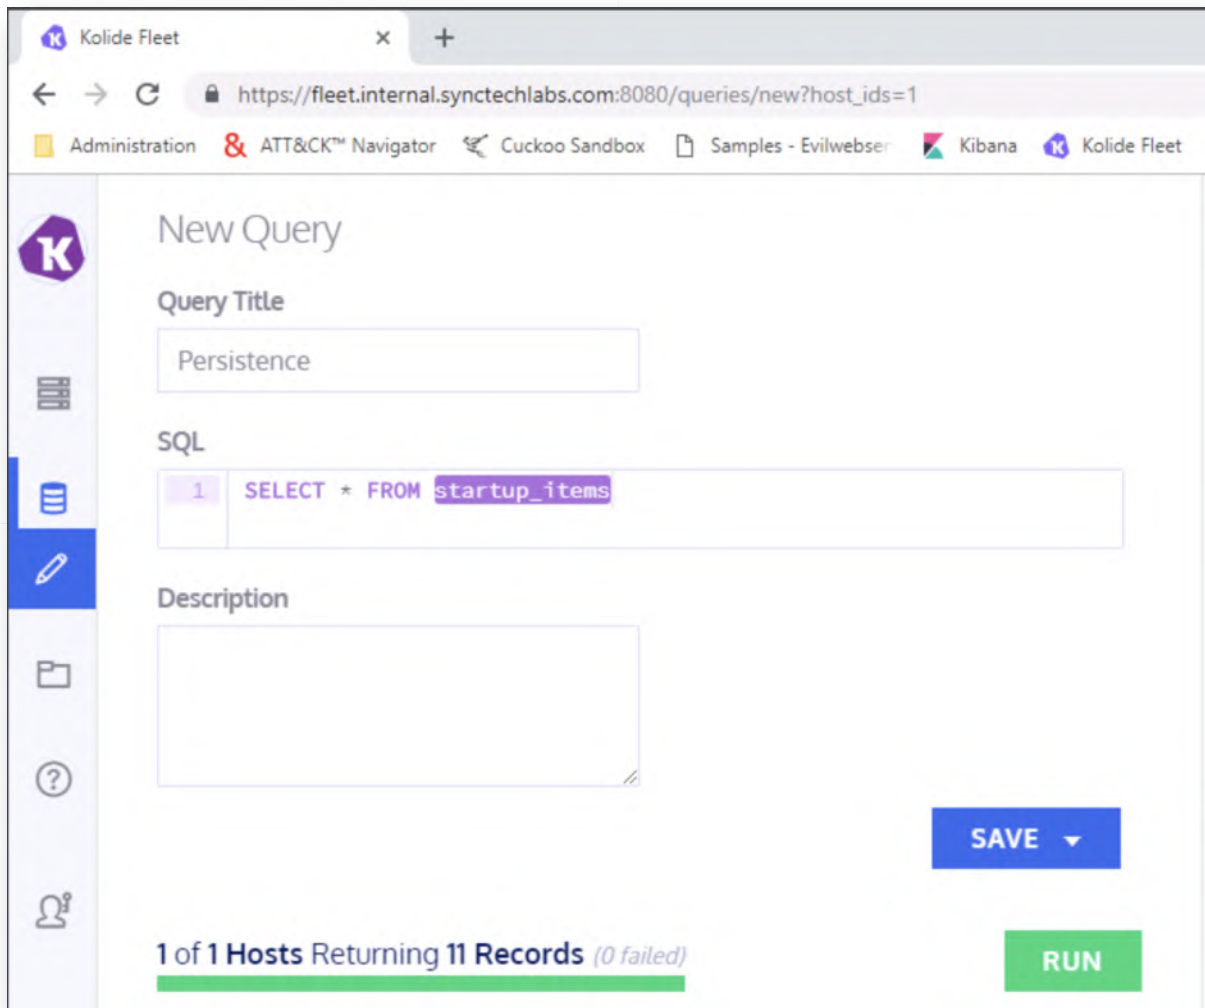 Kolide Fleet
https://fleet.internal.synctechlabs.com:8080/queries/new?host_ids=1
Administration ATT&CK™ Navigator Cuckoo Sandbox Samples - Evilwebser Kibana Kolide Fleet
New Query
Query Title
Persistence
SQL
1 SELECT * FROM startup_items
Description
SAVE
1 of 1 Hosts Returning 11 Records (0 failed)
RUN